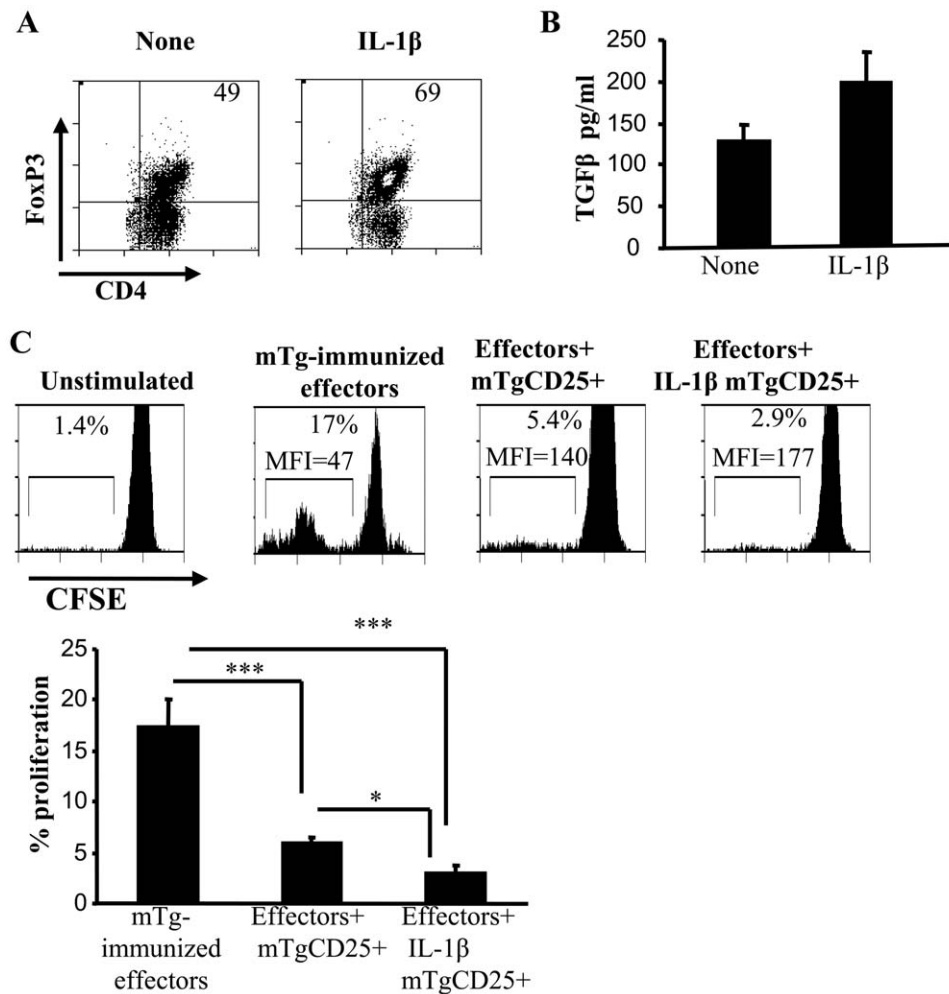 A
None
IL-1β
49
69
FoxP3
CD4
B
250
200
150
100
50
0
TGFβ pg/ml
None
IL-1β
C
Unstimulated
mTg-immunized
effectors
Effectors+
mTgCD25+
Effectors+
IL-1β mTgCD25+
1.4%
17%
MFI=47
5.4%
MFI=140
2.9%
MFI=177
CFSE
25
20
15
10
5
0
% proliferation
***
***
*
mTg-
immunized
effectors
Effectors+
mTgCD25+
Effectors+
IL-1β
mTgCD25+